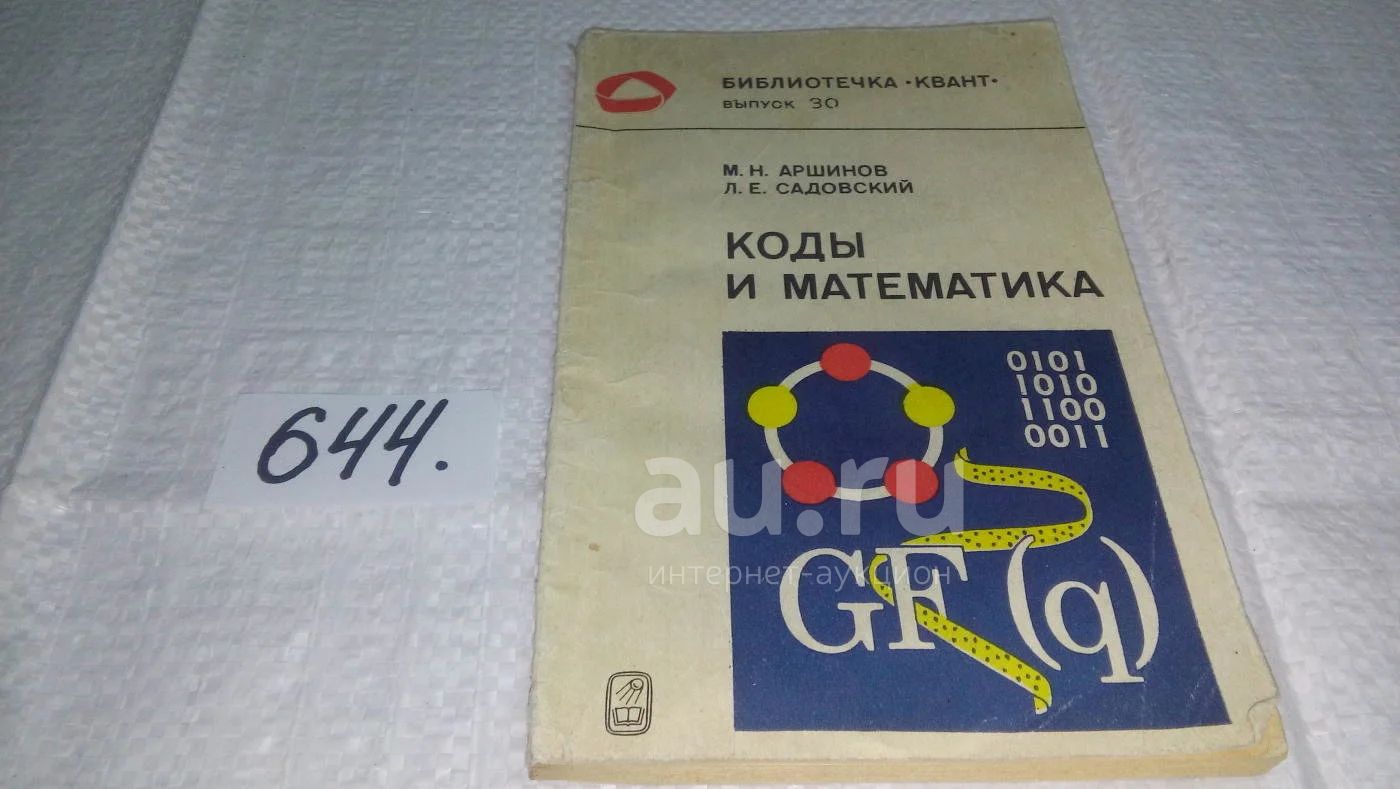 БИБЛИОТЕЧКА •КВАНТ•
ВЫПУСК 30
М. Н. АРШИНОВ
Л. Е. САДОВСКИЙ
КОДЫ
И МАТЕМАТИКА
0101
1010
1100
0011
GF (q)
644.
au.ru
интернет-аукцион